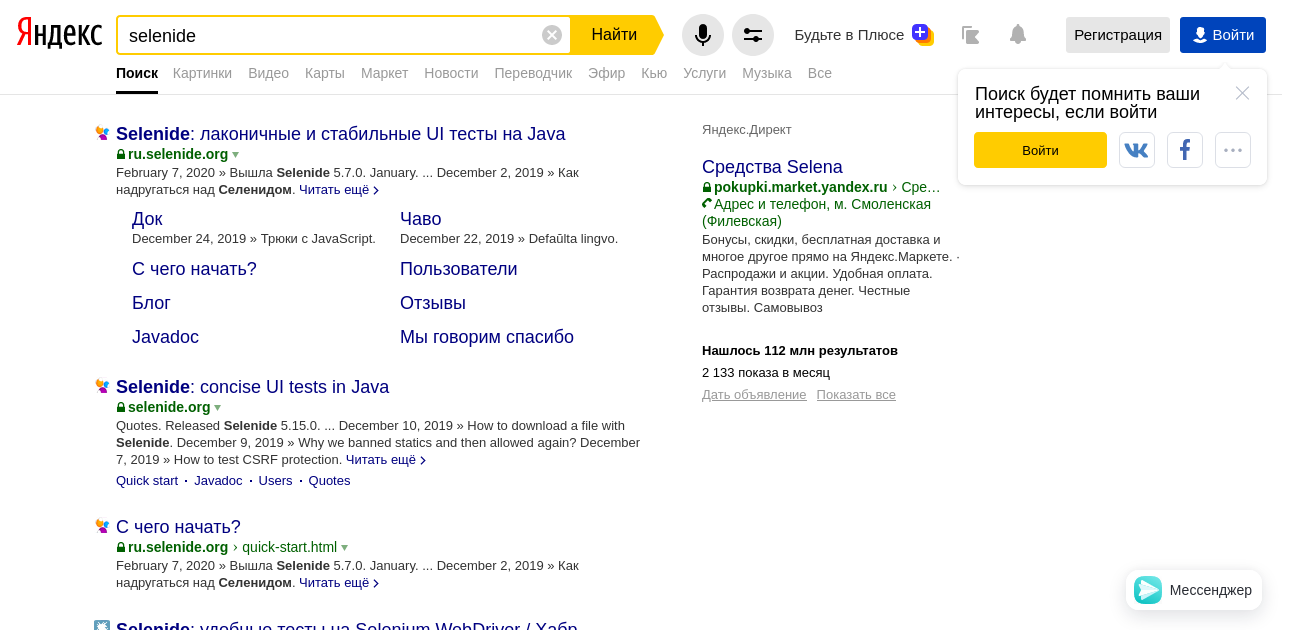 Яндекс
selenide
Найти
Будьте в Плюсе
Регистрация
Войти
Поиск Картинки Видео Карты Маркет Новости Переводчик Эфир Кью Услуги Музыка Все
Поиск будет помнить ваши
интересы, если войти
Войти
Selenide: лаконичные и стабильные UI тесты на Java
ru.selenide.org
February 7, 2020 » Вышла Selenide 5.7.0. January. ... December 2, 2019 » Как
надругаться над Селенидом. Читать ещё
Док
December 24, 2019 » Трюки с JavaScript.
Чаво
December 22, 2019 » Defaŭlta lingvo.
С чего начать?
Пользователи
Блог
Отзывы
Javadoc
Мы говорим спасибо
Selenide: concise UI tests in Java
selenide.org
Quotes. Released Selenide 5.15.0. ... December 10, 2019 » How to download a file with
Selenide. December 9, 2019 » Why we banned statics and then allowed again? December
7, 2019 » How to test CSRF protection. Читать ещё
Quick start · Javadoc · Users · Quotes
С чего начать?
ru.selenide.org › quick-start.html
February 7, 2020 » Вышла Selenide 5.7.0. January. ... December 2, 2019 » Как
надругаться над Селенидом. Читать ещё
Selenide: удобные тесты на Selenium WebDriver / Хабр
Яндекс.Директ
Средства Selena
pokupki.market.yandex.ru › Сре…
Адрес и телефон, м. Смоленская
(Филевская)
Бонусы, скидки, бесплатная доставка и
многое другое прямо на Яндекс.Маркете. ·
Распродажи и акции. Удобная оплата.
Гарантия возврата денег. Честные
отзывы. Самовывоз
Нашлось 112 млн результатов
2 133 показа в месяц
Дать объявление Показать все
Мессенджер